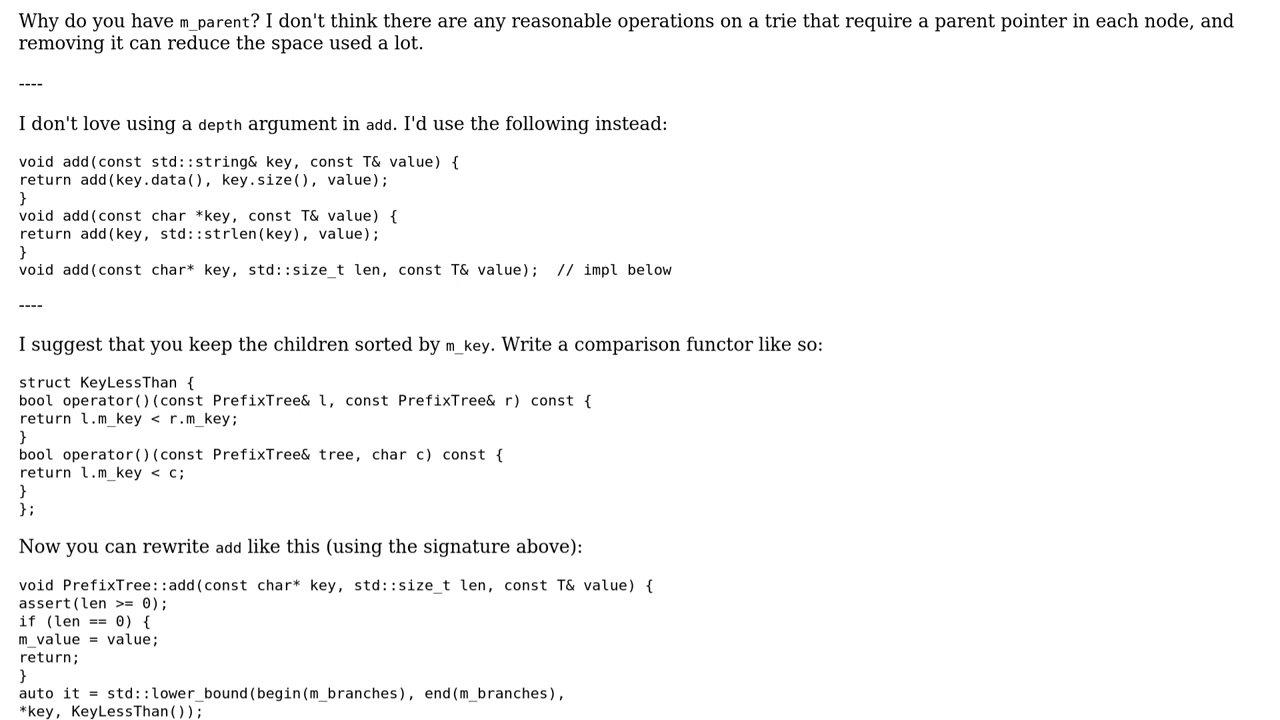 Why do you have m_parent? I don't think there are any reasonable operations on a trie that require a parent pointer in each node, and
removing it can reduce the space used a lot.
----
I don't love using a depth argument in add. I'd use the following instead:
void add(const std::string& key, const T& value) {
return add(key.data(), key.size(), value);
}
void add(const char *key, const T& value) {
return add(key, std::strlen(key), value);
}
void add(const char* key, std::size_t len, const T& value);  // impl below
----
I suggest that you keep the children sorted by m_key. Write a comparison functor like so:
struct KeyLessThan {
bool operator()(const PrefixTree& l, const PrefixTree& r) const {
return l.m_key < r.m_key;
}
bool operator()(const PrefixTree& tree, char c) const {
return l.m_key < c;
}
};
Now you can rewrite add like this (using the signature above):
void PrefixTree::add(const char* key, std::size_t len, const T& value) {
assert(len >= 0);
if (len == 0) {
m_value = value;
return;
}
auto it = std::lower_bound(begin(m_branches), end(m_branches),
*key, KeyLessThan());